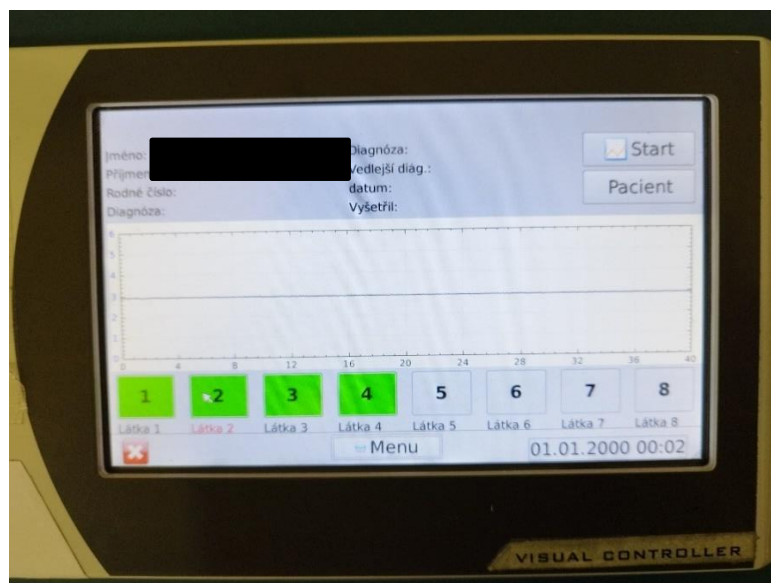 Jméno:
Příjmen
Rodné číslo:
Diagnóza:
Diagnóza:
Vedlejší diag.:
datum:
Vyšetřil:
Start
Pacient
6
5
4
3
2
1
0
0 4 8 12 16 20 24 28 32 36 40
1 2 3 4 5 6 7 8
Látka 1 Látka 2 Látka 3 Látka 4 Látka 5 Látka 6 Látka 7 Látka 8
Menu
01.01.2000 00:02
VISUAL CONTROLLER